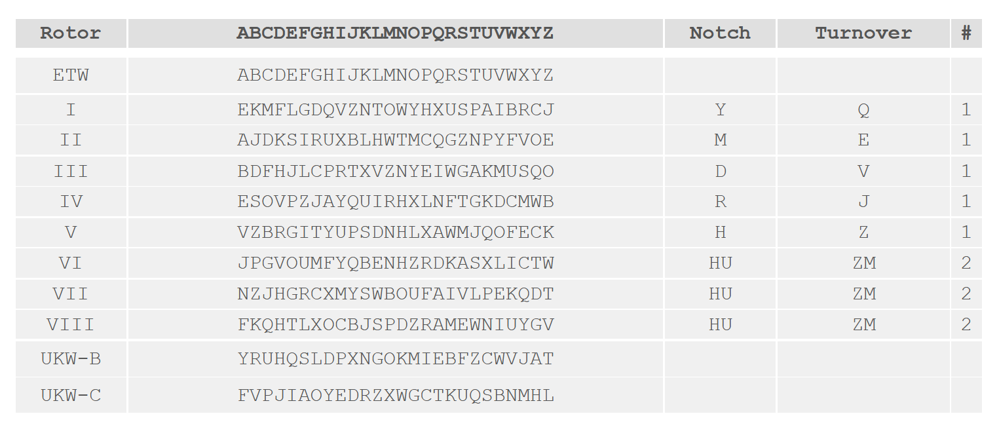 Rotor ABCDEFGHIJKLMNOPQRSTUVWXYZ Notch Turnover #
ETW ABCDEFGHIJKLMNOPQRSTUVWXYZ
I EKMFLGDQVZNTOWYHXUSPAIBRCJ Y Q 1
II AJDKSIRUXBLHWTMCQGZNPYFVOE M E 1
III BDFHJLCPRTXVZNYEIWGAKMUSQO D V 1
IV ESOVPZJAYQUIRHXLNFTGKDCMWB R J 1
V VZBRGITYUPSDNHLXAWMJQOFECK H Z 1
VI JPGVOUMFYQBENHZRDKASXLICTW HU ZM 2
VII NZJHGRCXMYSWBOUFAIVLPEKQDT HU ZM 2
VIII FKQHTLXOCBJSPDZRAMEWNIUYGV HU ZM 2
UKW-B YRUHQSLDPXNGOKMIEBFZCWVJAT
UKW-C FVPJIAOYEDRZXWGCTKUQSBNMHL